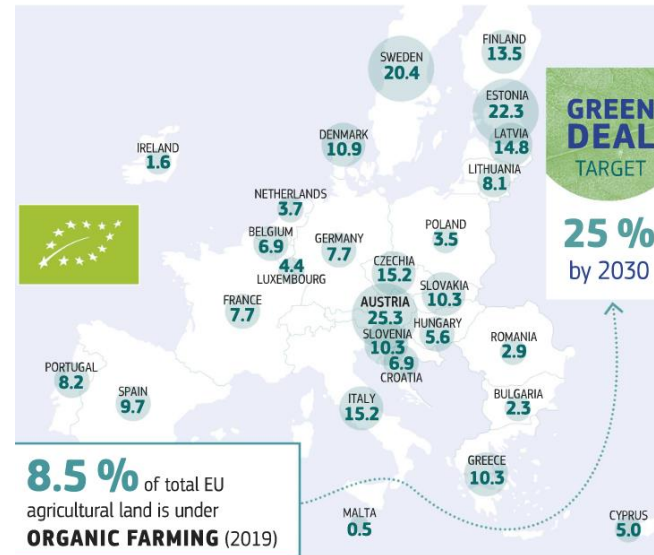 FINLAND
13.5
SWEDEN
20.4
ESTONIA
22.3
LATVIA
14.8
LITHUANIA
8.1
GREEN
DEAL
TARGET
25 %
by 2030
IRELAND
1.6
DENMARK
10.9
NETHERLANDS
3.7
BELGIUM
6.9
4.4
LUXEMBOURG
GERMANY
7.7
POLAND
3.5
CZECHIA
15.2
SLOVAKIA
10.3
FRANCE
7.7
AUSTRIA
25.3
SLOVENIA
10.3
HUNGARY
5.6
6.9
CROATIA
ROMANIA
2.9
BULGARIA
2.3
PORTUGAL
8.2
SPAIN
9.7
ITALY
15.2
GREECE
10.3
MALTA
0.5
CYPRUS
5.0
8.5 % of total EU
agricultural land is under
ORGANIC FARMING (2019)